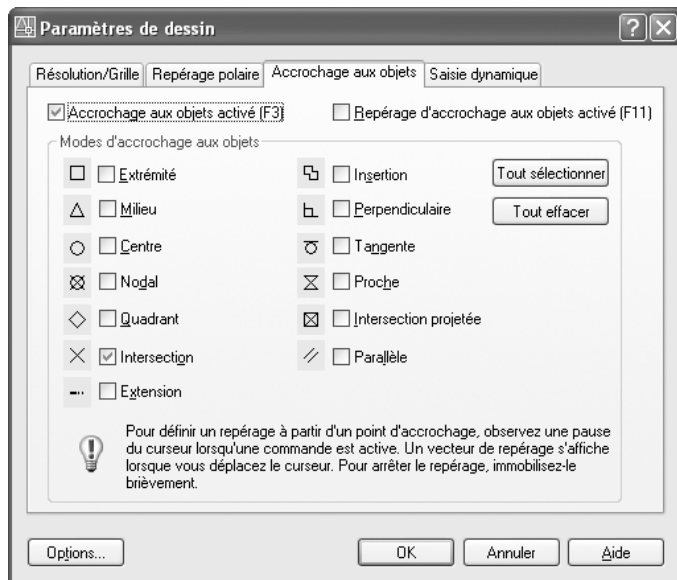 Paramètres de dessin
Résolution/Grille Repérage polaire Accrochage aux objets Saisie dynamique
Accrochage aux objets activé (F3) Repérage d'accrochage aux objets activé (F11)
Modes d'accrochage aux objets
Extrémité Insertion Tout sélectionner
Milieu Perpendiculaire Tout effacer
Centre Tangente
Nodal Proche
Quadrant Intersection projetée
Intersection Parallèle
Extension
Pour définir un repérage à partir d'un point d'accrochage, observez une pause
du curseur lorsqu'une commande est active. Un vecteur de repérage s'affiche
lorsque vous déplacez le curseur. Pour arrêter le repérage, immobilisez-le
brièvement.
Options... OK Annuler Aide